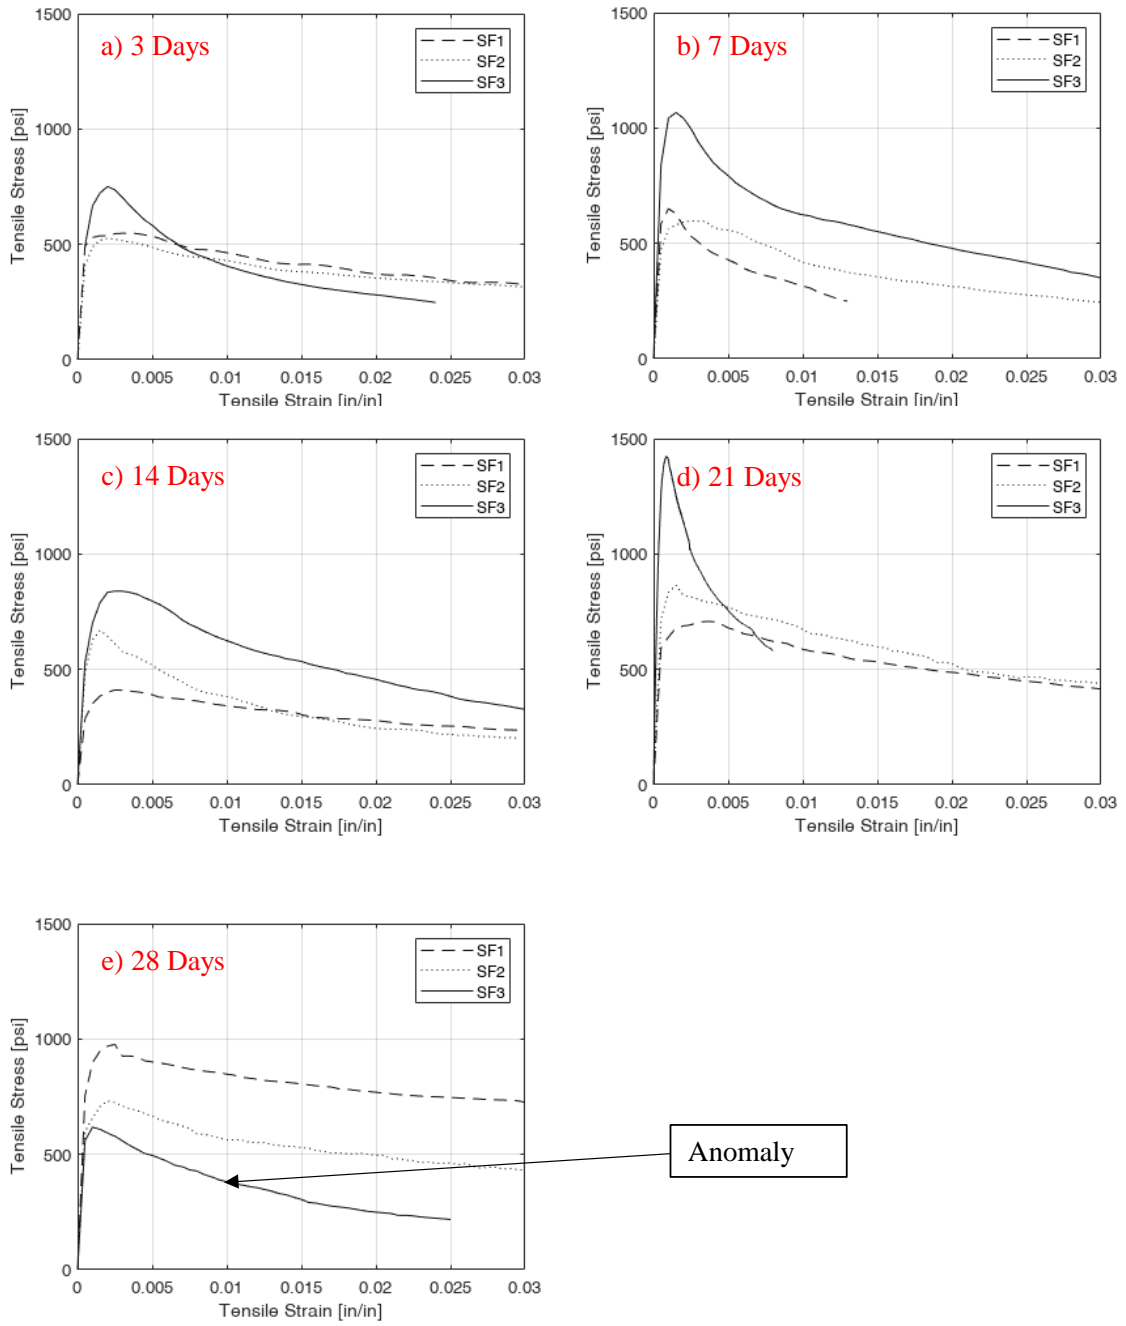 a) 3 Days
SF1
SF2
SF3
1500
1000
500
0
Tensile Stress [psi]
0 0.005 0.01 0.015 0.02 0.025 0.03
Tensile Strain [in/in]
b) 7 Days
SF1
SF2
SF3
1500
1000
500
0
Tensile Stress [psi]
0 0.005 0.01 0.015 0.02 0.025 0.03
Tensile Strain [in/in]
c) 14 Days
SF1
SF2
SF3
1500
1000
500
0
Tensile Stress [psi]
0 0.005 0.01 0.015 0.02 0.025 0.03
Tensile Strain [in/in]
d) 21 Days
SF1
SF2
SF3
1500
1000
500
0
Tensile Stress [psi]
0 0.005 0.01 0.015 0.02 0.025 0.03
Tensile Strain [in/in]
e) 28 Days
SF1
SF2
SF3
1500
1000
500
0
Tensile Stress [psi]
0 0.005 0.01 0.015 0.02 0.025 0.03
Tensile Strain [in/in]
Anomaly